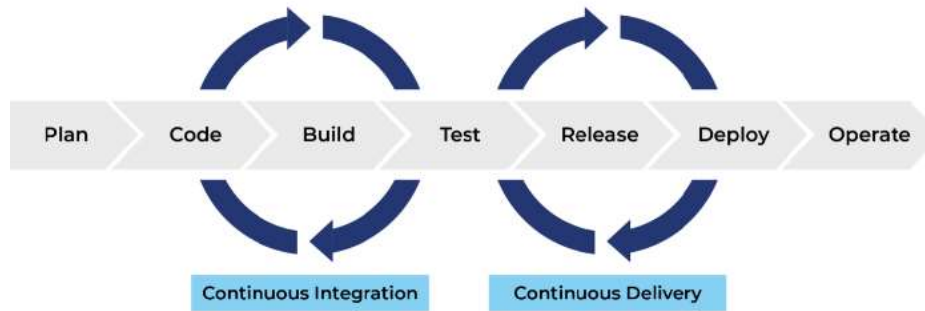 Plan Code Build Test Release Deploy Operate
Continuous Integration Continuous Delivery